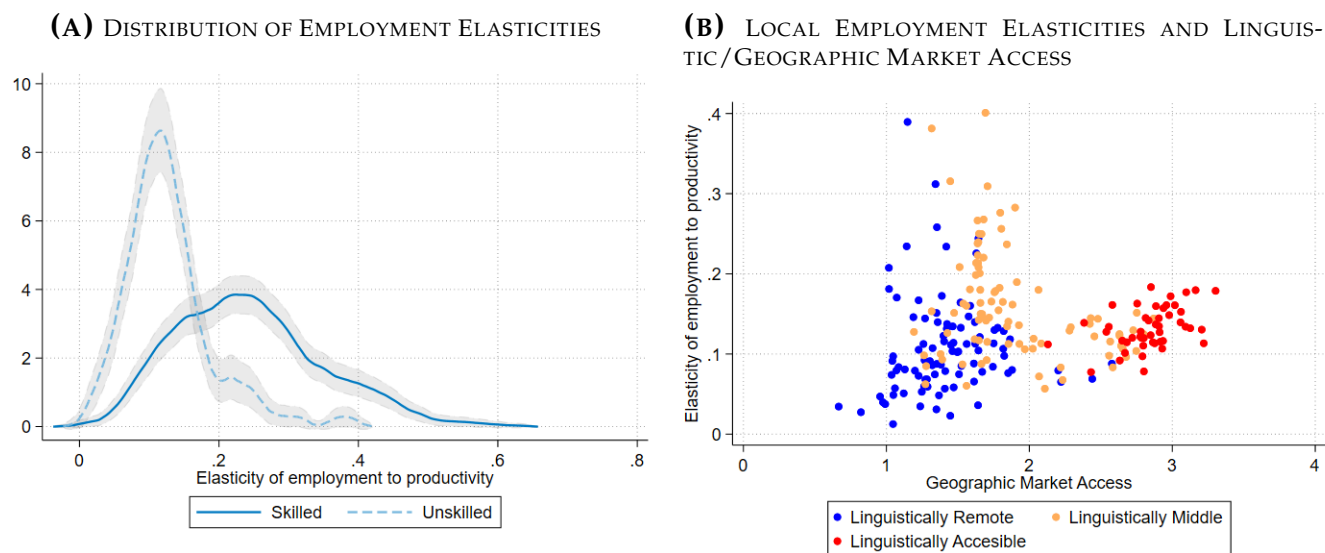 (A) DISTRIBUTION OF EMPLOYMENT ELASTICITIES
10
8
6
4
2
0
0
.2
.4
.6
.8
Elasticity of employment to productivity
Skilled
Unskilled
(B) LOCAL EMPLOYMENT ELASTICITIES AND LINGUIS-
TIC/GEOGRAPHIC MARKET ACCESS
Elasticity of employment to productivity
.4
.3
.2
.1
0
0
1
2
3
4
Geographic Market Access
Linguistically Remote
Linguistically Middle
Linguistically Accesible